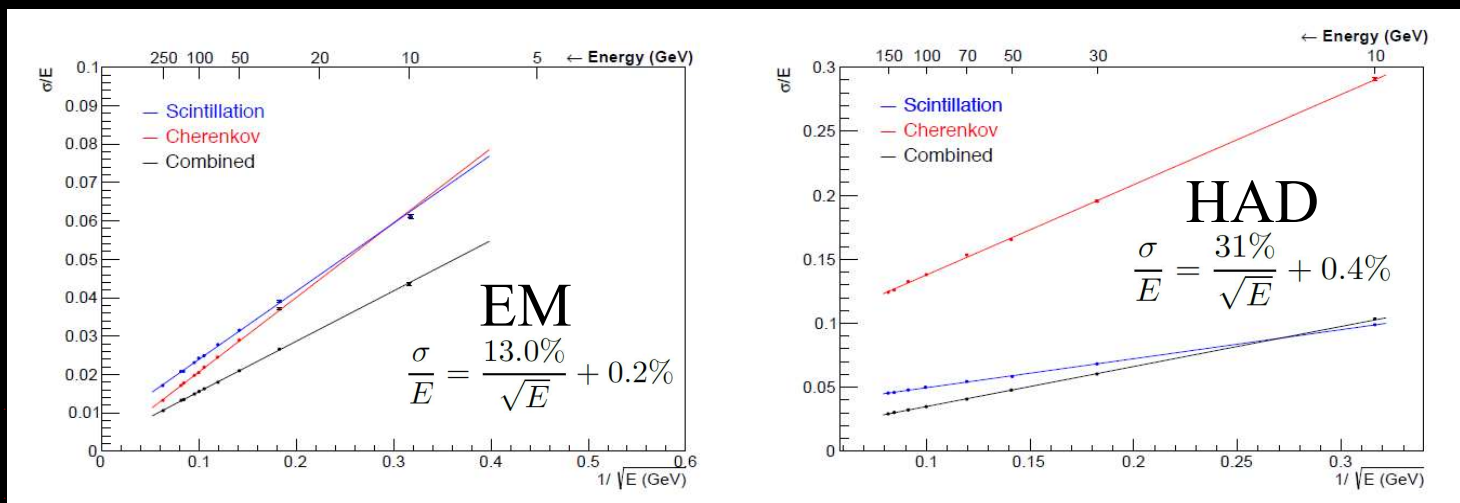 250 100 50 20 10 5 ← Energy (GeV)
σ/E
0.1
0.09
0.08
0.07
0.06
0.05
0.04
0.03
0.02
0.01
0
— Scintillation
— Cherenkov
— Combined
EM
σ/E = 13.0%/√E + 0.2%
0 0.1 0.2 0.3 0.4 0.5 0.6
1/ √E (GeV)
← Energy (GeV)
150 100 70 50 30 10
σ/E
0.3
0.25
0.2
0.15
0.1
0.05
0
— Scintillation
— Cherenkov
— Combined
HAD
σ/E = 31%/√E + 0.4%
0.1 0.15 0.2 0.25 0.3
1/ √E (GeV)